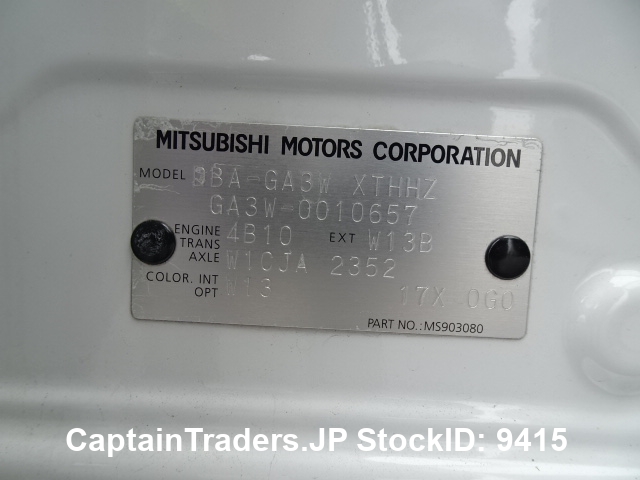 MITSUBISHI MOTORS CORPORATION
MODEL DBA-GA3W XTHHZ
GA3W-0010657
ENGINE 4B10 EXT W13B
TRANS
AXLE W1CJA 2352
COLOR. INT W13
OPT 17X 0G0
PART NO.:MS903080
CaptainTraders.JP StockID: 9415